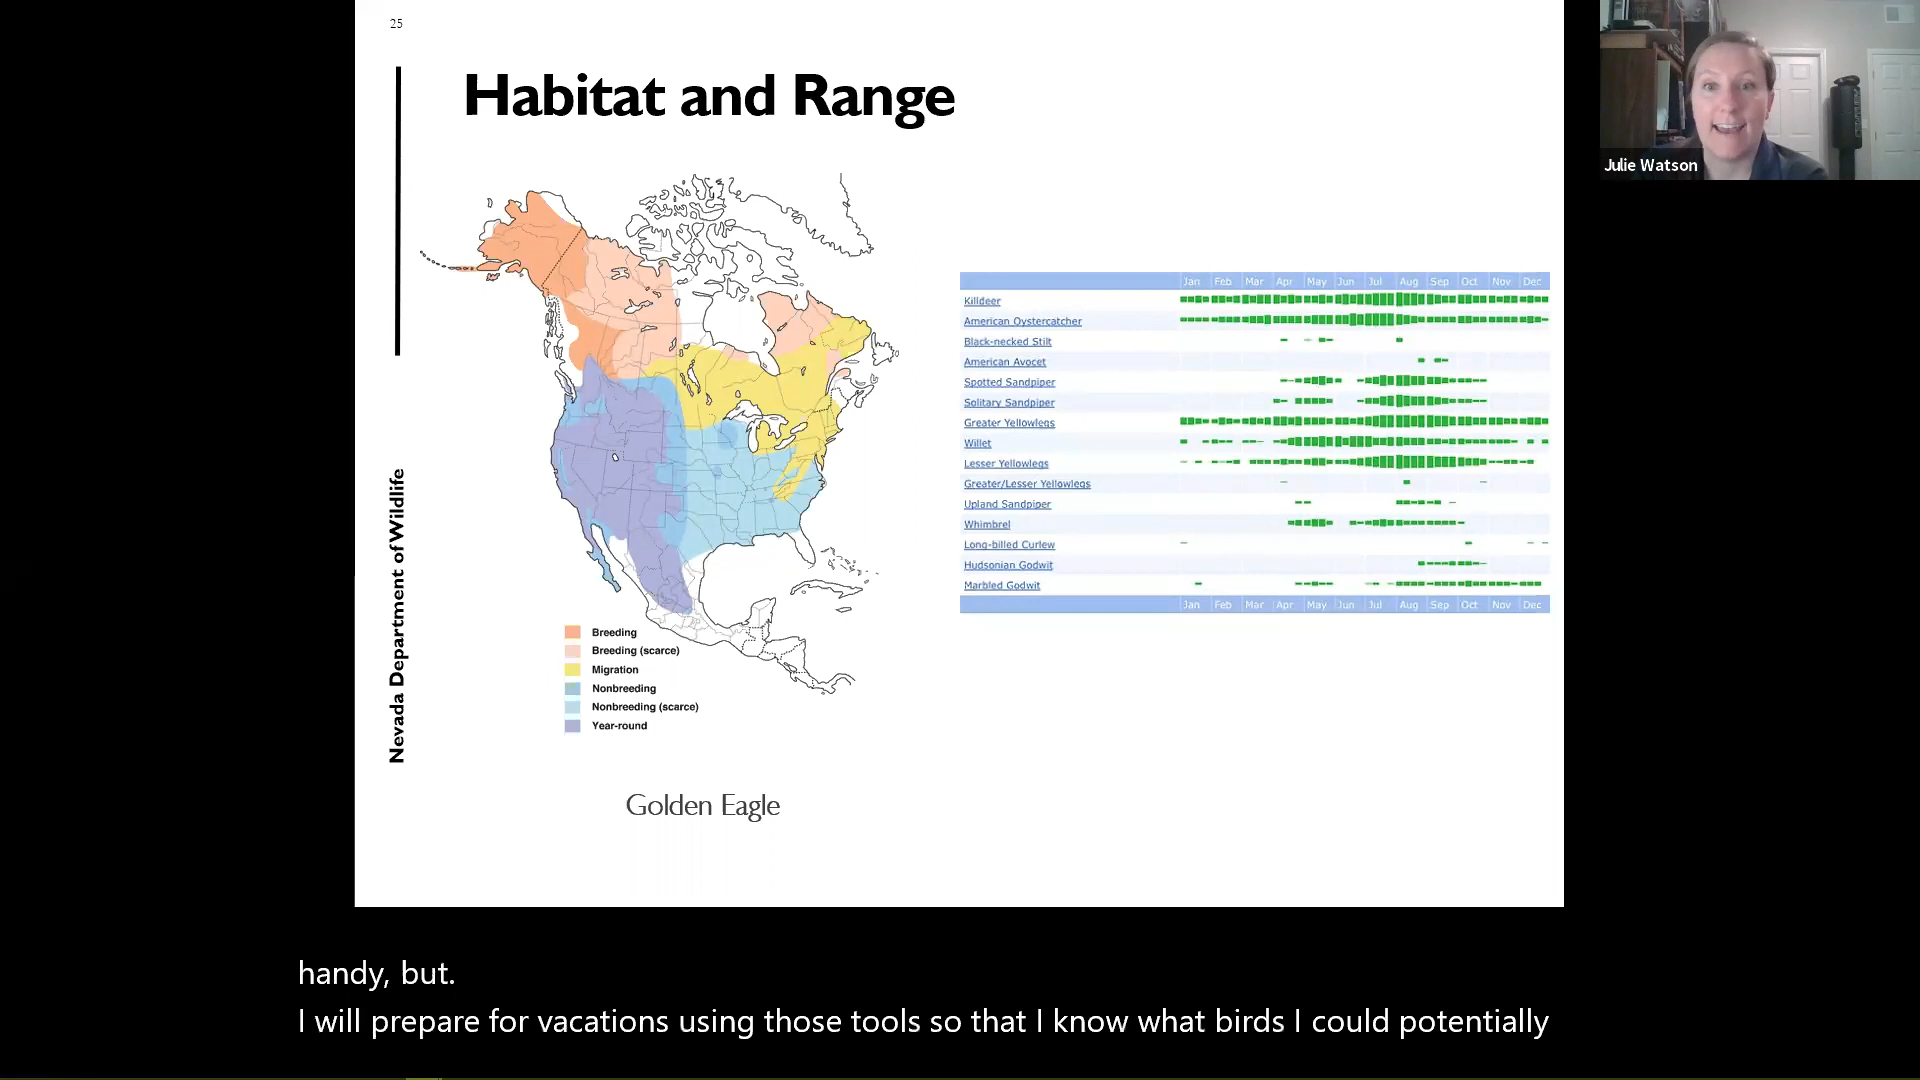 25
Habitat and Range
Nevada Department of Wildlife
Breeding
Breeding (scarce)
Migration
Nonbreeding
Nonbreeding (scarce)
Year-round
Golden Eagle
Jan Feb Mar Apr May Jun Jul Aug Sep Oct Nov Dec
Killdeer
American Oystercatcher
Black-necked Stilt
American Avocet
Spotted Sandpiper
Solitary Sandpiper
Greater Yellowlegs
Willet
Lesser Yellowlegs
Greater/Lesser Yellowlegs
Upland Sandpiper
Whimbrel
Long-billed Curlew
Hudsonian Godwit
Marbled Godwit
Jan Feb Mar Apr May Jun Jul Aug Sep Oct Nov Dec
Julie Watson
handy, but.
I will prepare for vacations using those tools so that I know what birds I could potentially